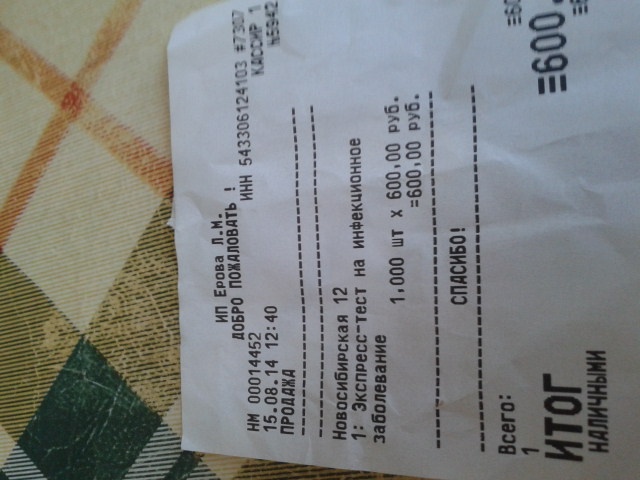 ИП Ерова Л.М.
ДОБРО ПОЖАЛОВАТЬ !
ИНН 543306124103 #7307
НМ 00014452 КАССИР 1
15.08.14 12:40 №5942
ПРОДАЖА
Новосибирская 12
1: Экспресс-тест на инфекционное
заболевание
1,000 шт X 600,00 руб.
=600,00 руб.
СПАСИБО!
Всего:
1 ≡60
ИТОГ ≡600.
НАЛИЧНЫМИ